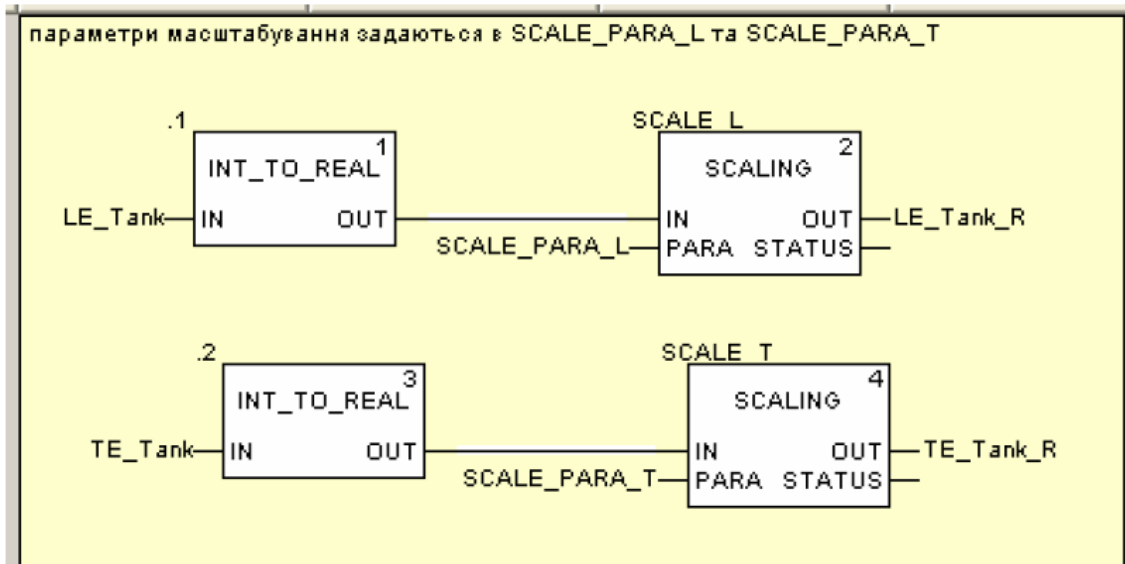 параметри масштабування задаються в SCALE_PARA_L та SCALE_PARA_T
.1
SCALE_L
1
INT_TO_REAL
2
SCALING
LE_Tank
IN
OUT
IN
OUT
LE_Tank_R
SCALE_PARA_L
PARA
STATUS
.2
SCALE_T
3
INT_TO_REAL
4
SCALING
TE_Tank
IN
OUT
IN
OUT
TE_Tank_R
SCALE_PARA_T
PARA
STATUS